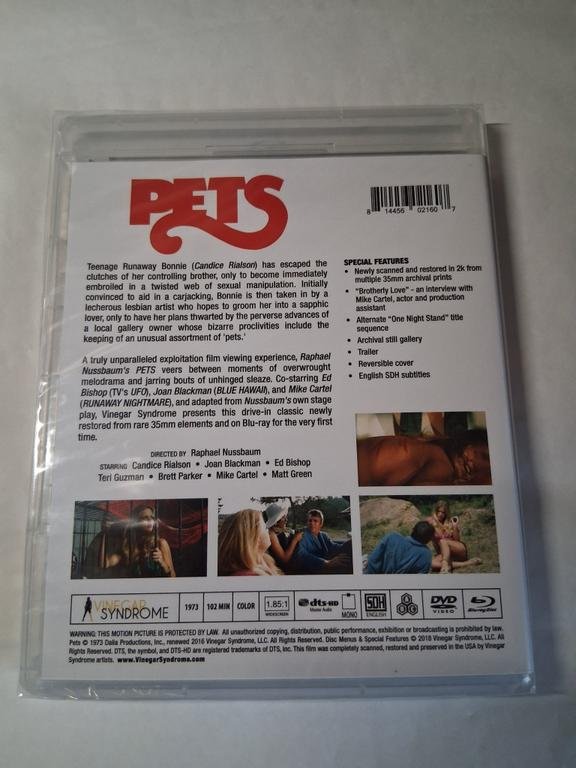 PETS
8 14456 02160 7
Teenage Runaway Bonnie (Candice Rialson) has escaped the
clutches of her controlling brother, only to become immediately
embroiled in a twisted web of sexual manipulation. Initially
convinced to aid in a carjacking, Bonnie is then taken in by a
lecherous lesbian artist who hopes to groom her into a sapphic
lover, only to have her plans thwarted by the perverse advances of
a local gallery owner whose bizarre proclivities include the
keeping of an unusual assortment of 'pets.'
A truly unparalleled exploitation film viewing experience, Raphael
Nussbaum's PETS veers between moments of overwrought
melodrama and jarring bouts of unhinged sleaze. Co-starring Ed
Bishop (TV's UFO), Joan Blackman (BLUE HAWAII), and Mike Cartel
(RUNAWAY NIGHTMARE), and adapted from Nussbaum's own stage
play, Vinegar Syndrome presents this drive-in classic newly
restored from rare 35mm elements and on Blu-ray for the very first
time.
DIRECTED BY Raphael Nussbaum
STARRING Candice Rialson • Joan Blackman • Ed Bishop
Teri Guzman • Brett Parker • Mike Cartel • Matt Green
SPECIAL FEATURES
• Newly scanned and restored in 2k from
multiple 35mm archival prints
• "Brotherly Love" - an interview with
Mike Cartel, actor and production
assistant
• Alternate "One Night Stand" title
sequence
• Archival still gallery
• Trailer
• Reversible cover
• English SDH subtitles
VINEGAR SYNDROME 1973 102 MIN COLOR 1.85:1 WIDESCREEN dts-HD Master Audio MONO SDH ENGLISH DVD VIDEO Blu-ray Disc
WARNING: THIS MOTION PICTURE IS PROTECTED BY LAW. All unauthorized copying, distribution, public performance, exhibition or broadcasting is prohibited by law.
Pets © 1973 Dalia Productions, Inc., renewed 2016 Vinegar Syndrome, LLC. All Rights Reserved. Disc Menus & Special Features © 2018 Vinegar Syndrome, LLC. All
Rights Reserved. DTS, the symbol, and DTS-HD are registered trademarks of DTS, Inc. This film was completely scanned, restored and preserved in the USA by Vinegar
Syndrome artists. www.VinegarSyndrome.com